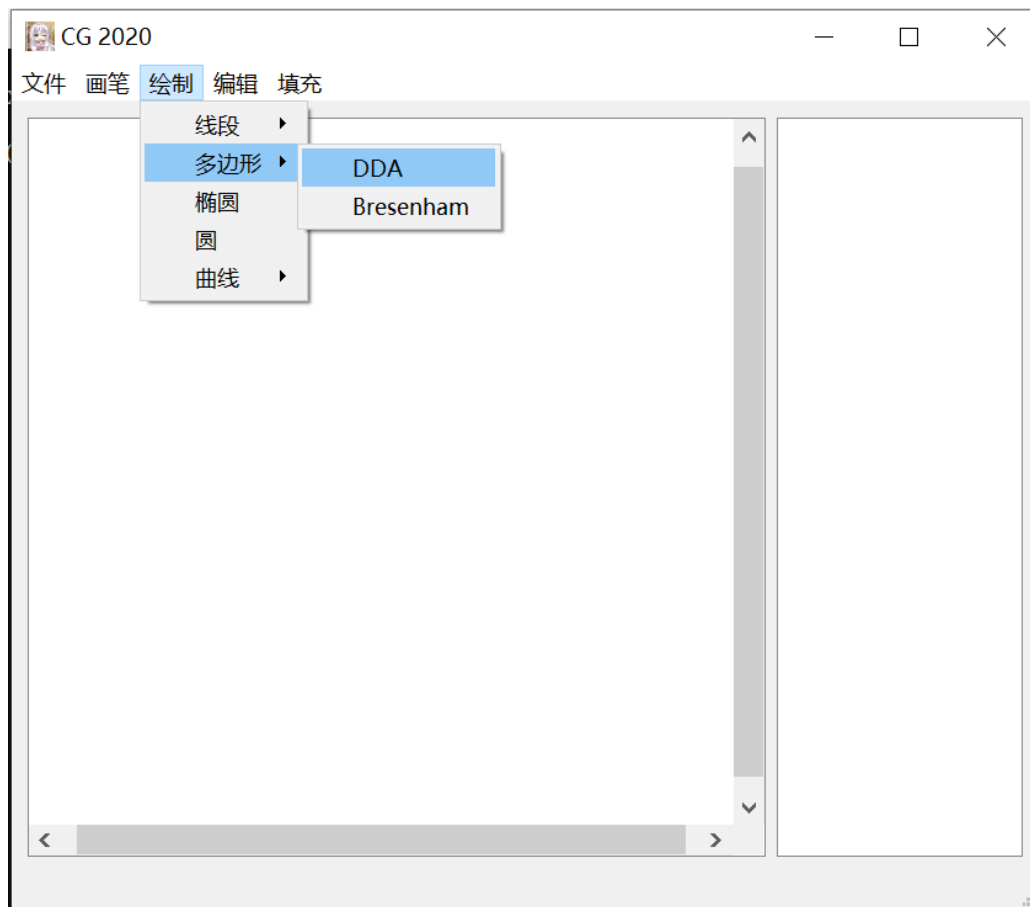 CG 2020
文件 画笔 绘制 编辑 填充
线段
多边形
DDA
椭圆
Bresenham
圆
曲线